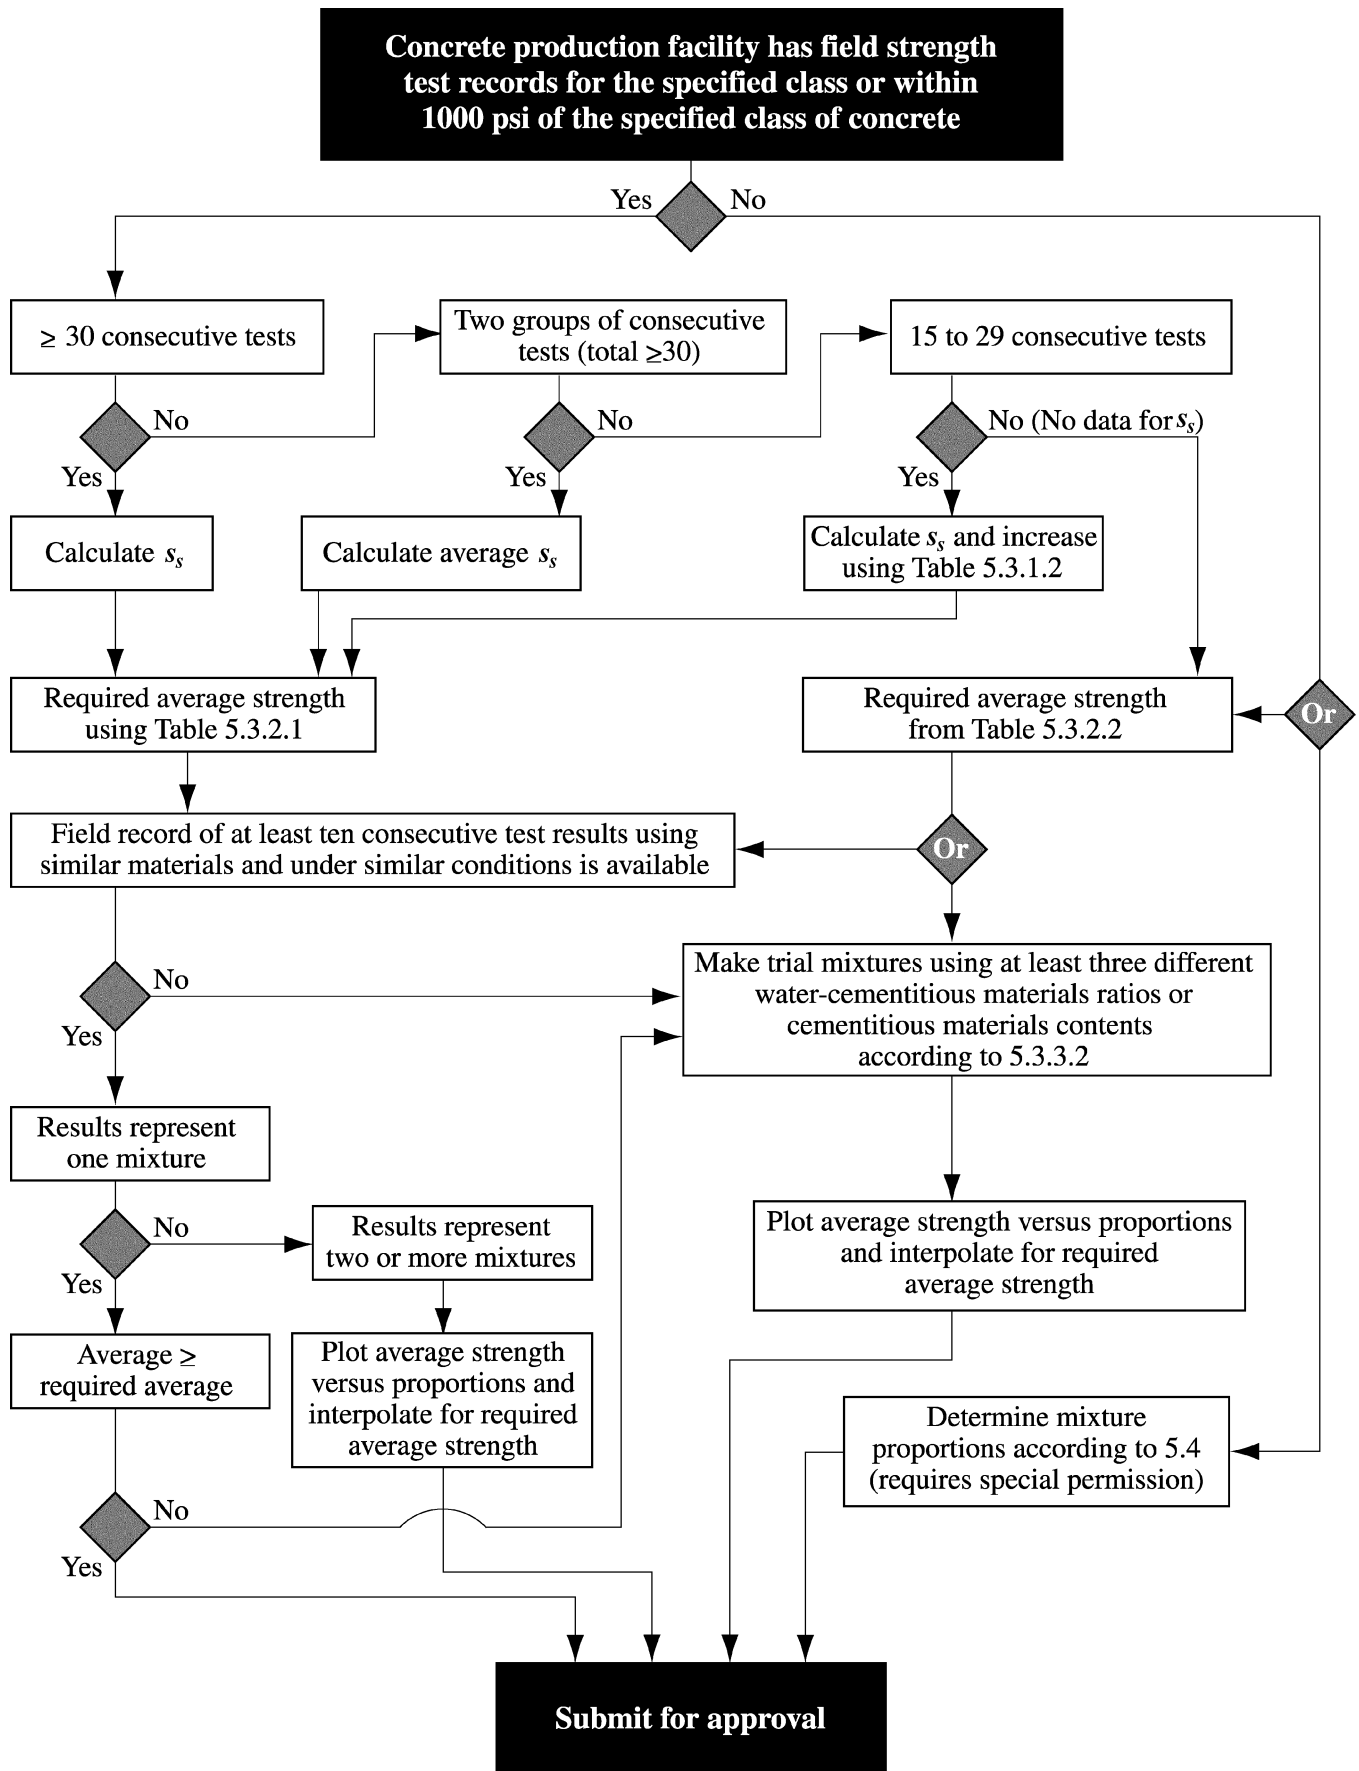 Concrete production facility has field strength
test records for the specified class or within
1000 psi of the specified class of concrete
Yes
No
≥ 30 consecutive tests
Two groups of consecutive
tests (total ≥30)
15 to 29 consecutive tests
No
Yes
No
Yes
No (No data for ss)
Yes
Calculate ss
Calculate average ss
Calculate ss and increase
using Table 5.3.1.2
Required average strength
using Table 5.3.2.1
Required average strength
from Table 5.3.2.2
Or
Field record of at least ten consecutive test results using
similar materials and under similar conditions is available
Or
No
Yes
Make trial mixtures using at least three different
water-cementitious materials ratios or
cementitious materials contents
according to 5.3.3.2
Results represent
one mixture
No
Yes
Results represent
two or more mixtures
Plot average strength versus proportions
and interpolate for required
average strength
Average ≥
required average
Plot average strength
versus proportions and
interpolate for required
average strength
Determine mixture
proportions according to 5.4
(requires special permission)
No
Yes
Submit for approval